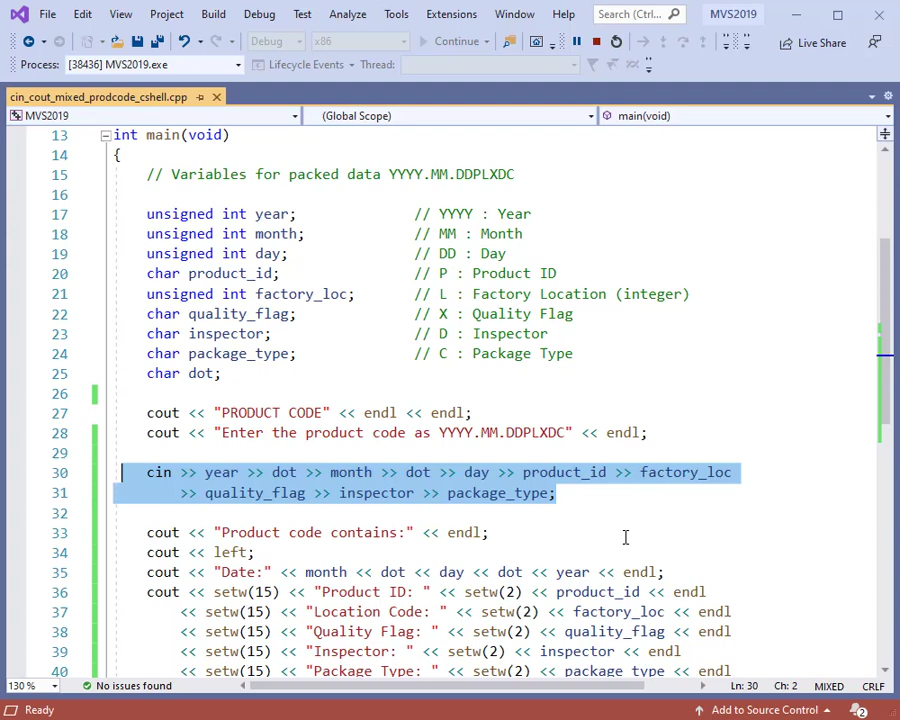 File Edit View Project Build Debug Test Analyze Tools Extensions Window Help Search (Ctrl... MVS2019
Debug x86 Continue Live Share
Process: [38436] MVS2019.exe Lifecycle Events Thread:
cin_cout_mixed_prodcode_cshell.cpp
MVS2019 (Global Scope) main(void)
13 int main(void)
14 {
15 // Variables for packed data YYYY.MM.DDPLXDC
16
17 unsigned int year; // YYYY : Year
18 unsigned int month; // MM : Month
19 unsigned int day; // DD : Day
20 char product_id; // P : Product ID
21 unsigned int factory_loc; // L : Factory Location (integer)
22 char quality_flag; // X : Quality Flag
23 char inspector; // D : Inspector
24 char package_type; // C : Package Type
25 char dot;
26
27 cout << "PRODUCT CODE" << endl << endl;
28 cout << "Enter the product code as YYYY.MM.DDPLXDC" << endl;
29
30 cin >> year >> dot >> month >> dot >> day >> product_id >> factory_loc
31 >> quality_flag >> inspector >> package_type;
32
33 cout << "Product code contains:" << endl;
34 cout << left;
35 cout << "Date:" << month << dot << day << dot << year << endl;
36 cout << setw(15) << "Product ID: " << setw(2) << product_id << endl
37 << setw(15) << "Location Code: " << setw(2) << factory_loc << endl
38 << setw(15) << "Quality Flag: " << setw(2) << quality_flag << endl
39 << setw(15) << "Inspector: " << setw(2) << inspector << endl
40 << setw(15) << "Package Type: " << setw(2) << package_type << endl
130 % No issues found Ln: 30 Ch: 2 MIXED CRLF
Ready Add to Source Control 2